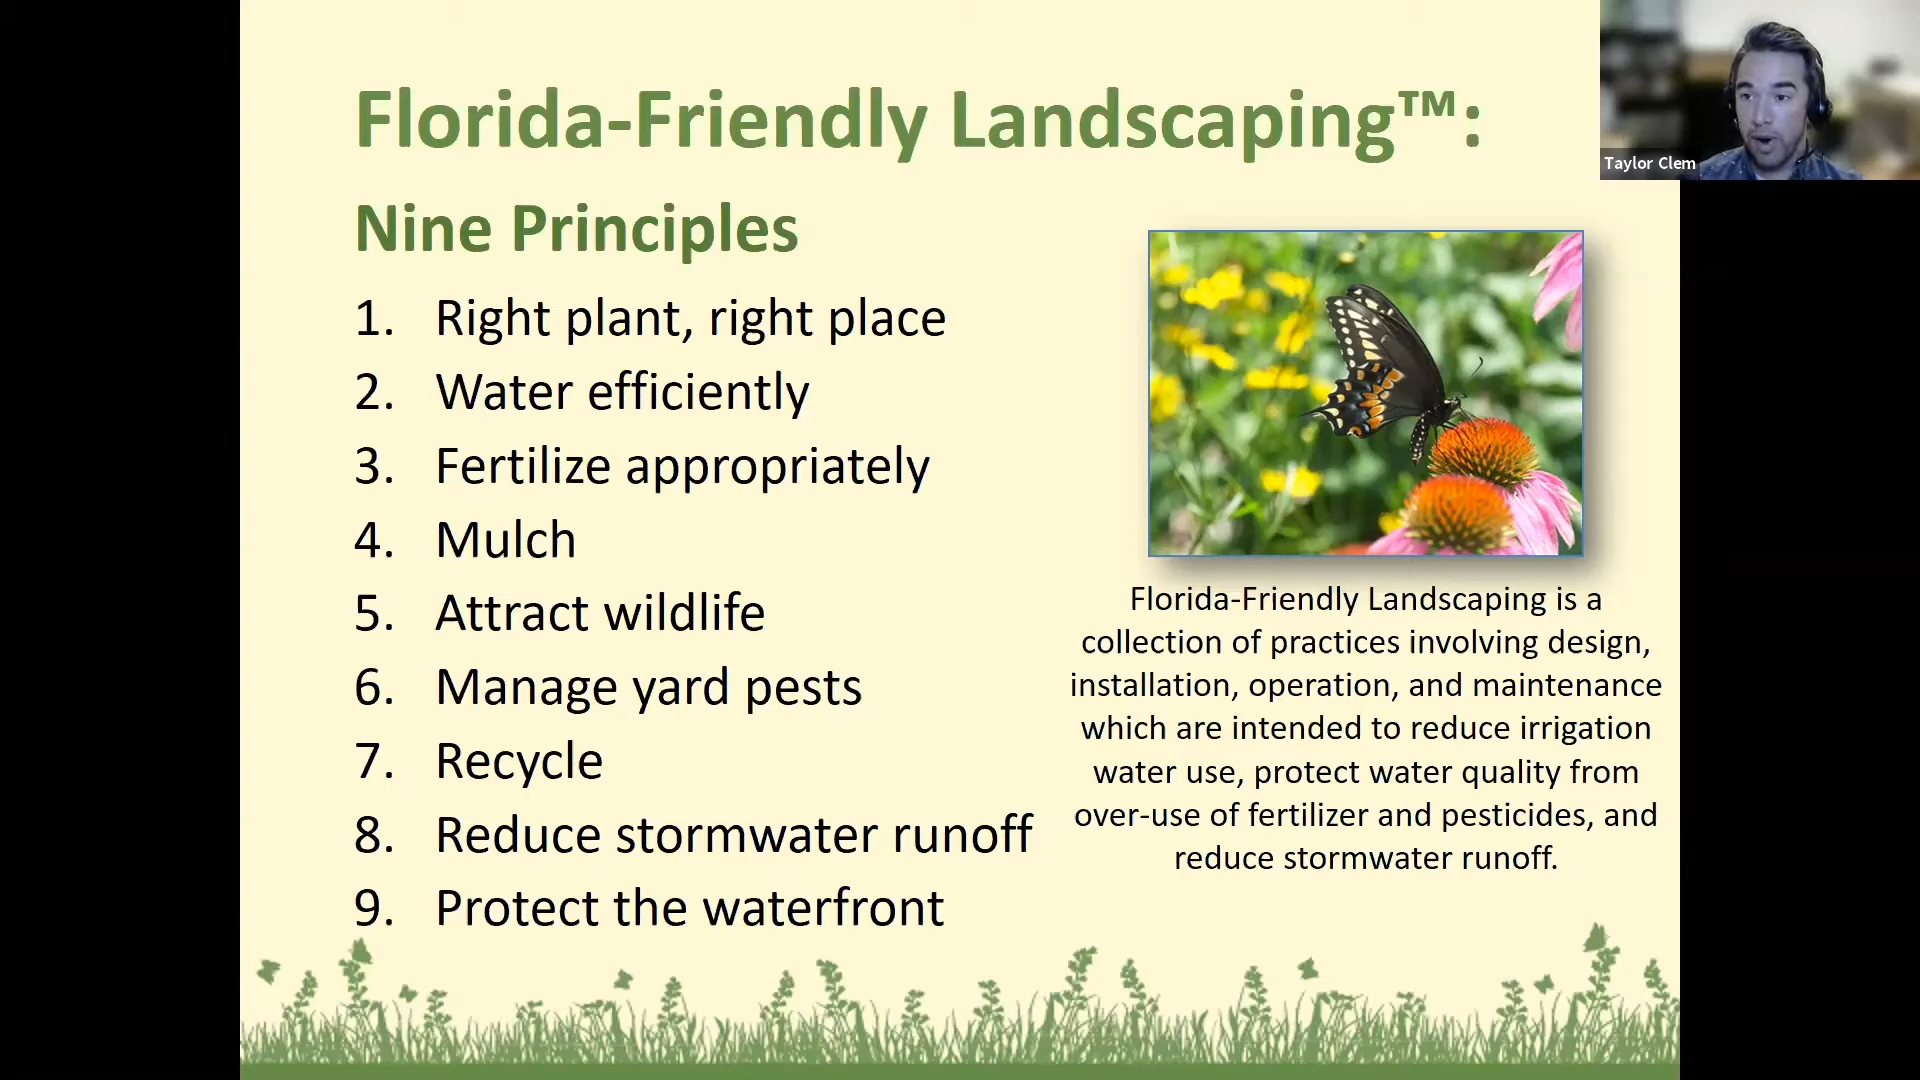 Florida-Friendly Landscaping™:
Nine Principles
1. Right plant, right place
2. Water efficiently
3. Fertilize appropriately
4. Mulch
5. Attract wildlife
6. Manage yard pests
7. Recycle
8. Reduce stormwater runoff
9. Protect the waterfront
Florida-Friendly Landscaping is a
collection of practices involving design,
installation, operation, and maintenance
which are intended to reduce irrigation
water use, protect water quality from
over-use of fertilizer and pesticides, and
reduce stormwater runoff.
Taylor Clem